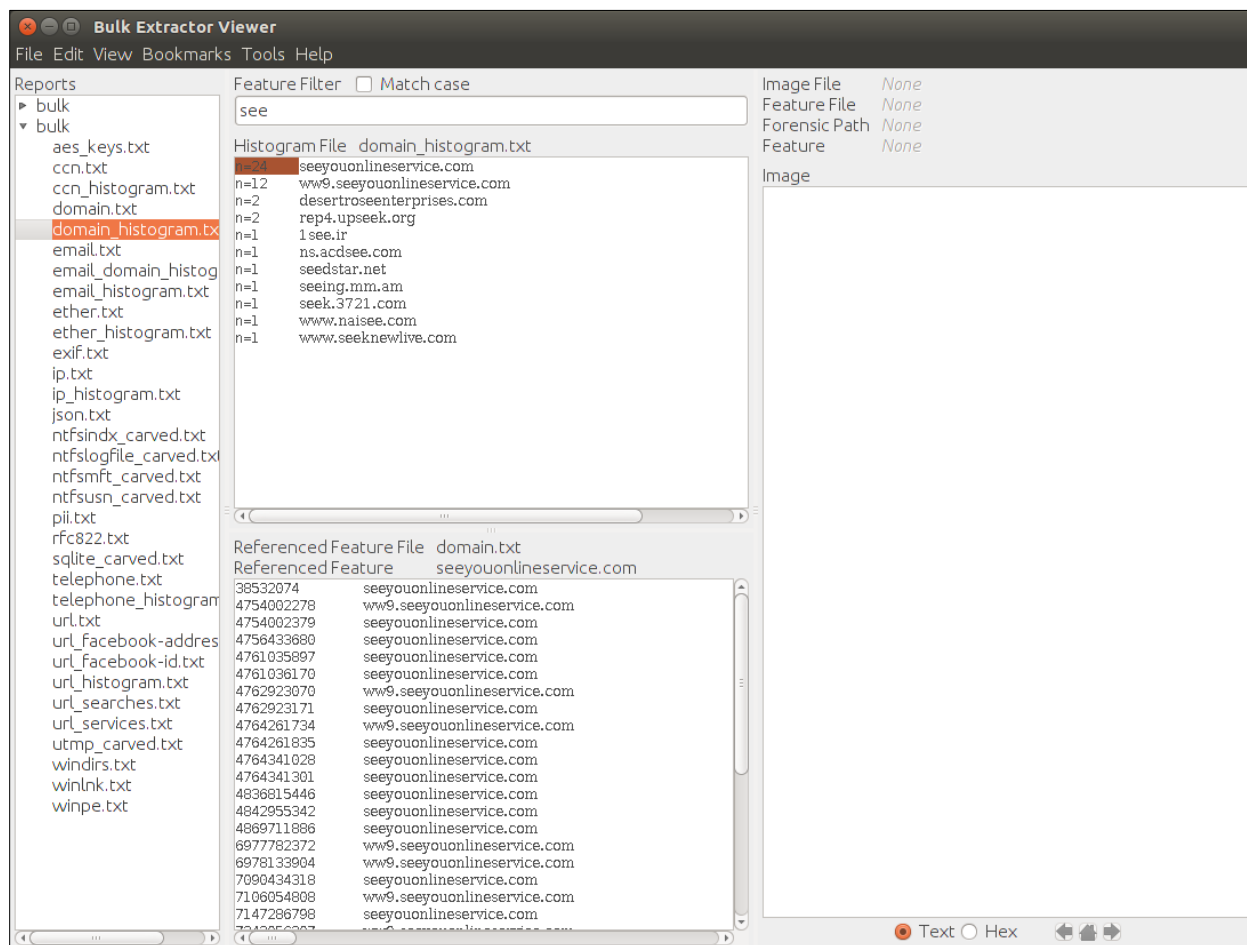 Bulk Extractor Viewer
File Edit View Bookmarks Tools Help
Reports
bulk
bulk
aes_keys.txt
ccn.txt
ccn_histogram.txt
domain.txt
domain_histogram.tx
email.txt
email_domain_histog
email_histogram.txt
ether.txt
ether_histogram.txt
exif.txt
ip.txt
ip_histogram.txt
json.txt
ntfsindx_carved.txt
ntfslogfile_carved.txt
ntfsmft_carved.txt
ntfsusn_carved.txt
pii.txt
rfc822.txt
sqlite_carved.txt
telephone.txt
telephone_histogram
url.txt
url_facebook-addres
url_facebook-id.txt
url_histogram.txt
url_searches.txt
url_services.txt
utmp_carved.txt
windirs.txt
winlnk.txt
winpe.txt
Feature Filter Match case
see
Histogram File domain_histogram.txt
n=24 seeyouonlineservice.com
n=12 ww9.seeyouonlineservice.com
n=2 desertroseenterprises.com
n=2 rep4.upseek.org
n=1 1see.ir
n=1 ns.acdsee.com
n=1 seedstar.net
n=1 seeing.mm.am
n=1 seek.3721.com
n=1 www.naisee.com
n=1 www.seeknewlive.com
Referenced Feature File domain.txt
Referenced Feature seeyouonlineservice.com
38532074 seeyouonlineservice.com
4754002278 ww9.seeyouonlineservice.com
4754002379 seeyouonlineservice.com
4756433680 seeyouonlineservice.com
4761035897 seeyouonlineservice.com
4761036170 seeyouonlineservice.com
4762923070 ww9.seeyouonlineservice.com
4762923171 seeyouonlineservice.com
4764261734 ww9.seeyouonlineservice.com
4764261835 seeyouonlineservice.com
4764341028 seeyouonlineservice.com
4764341301 seeyouonlineservice.com
4836815446 seeyouonlineservice.com
4842955342 seeyouonlineservice.com
4869711886 seeyouonlineservice.com
6977782372 ww9.seeyouonlineservice.com
6978133904 ww9.seeyouonlineservice.com
7090434318 seeyouonlineservice.com
7106054808 ww9.seeyouonlineservice.com
7147286798 seeyouonlineservice.com
Image File None
Feature File None
Forensic Path None
Feature None
Image
Text Hex